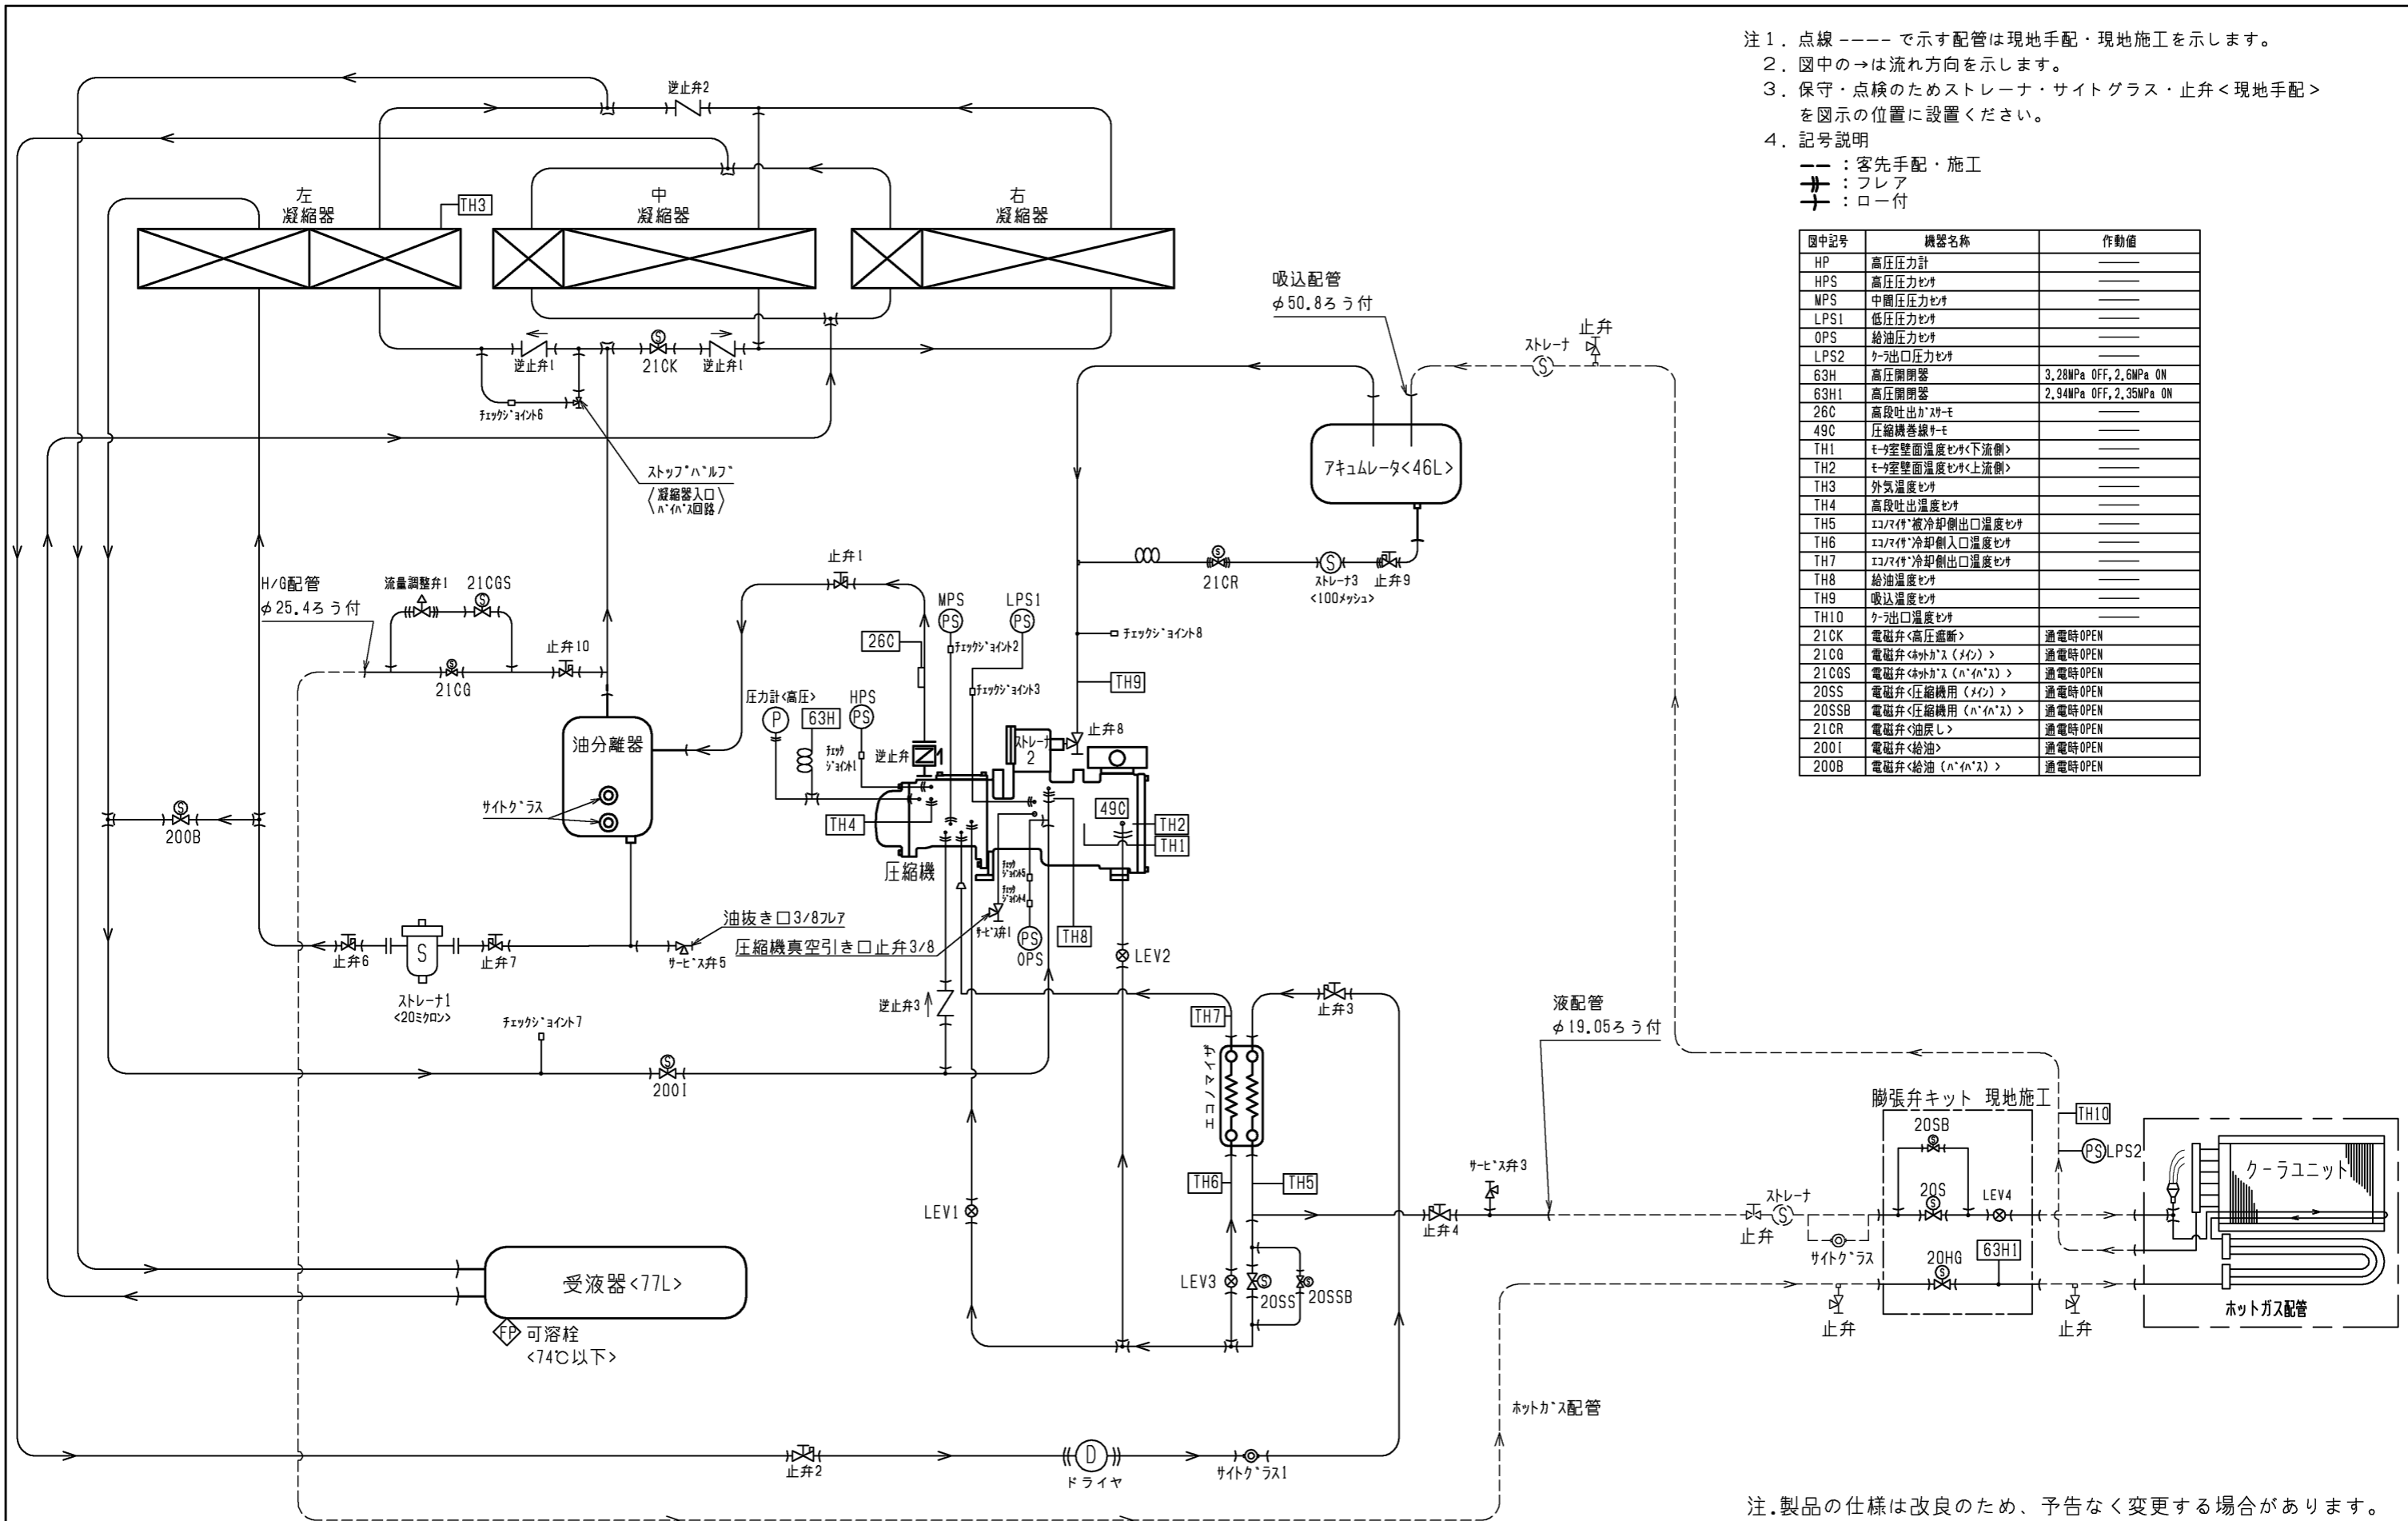 注1．点線 ---- で示す配管は現地手配・現地施工を示します。
2．図中の→は流れ方向を示します。
3．保守・点検のためストレーナ・サイトグラス・止弁＜現地手配＞
を図示の位置に設置ください。
4．記号説明
：客先手配・施工
：フレア
：ロー付
図中記号 機器名称 作動値
HP 高圧圧力計 ――
HPS 高圧圧力ｾﾝｻ ――
MPS 中間圧圧力ｾﾝｻ ――
LPS1 低圧圧力ｾﾝｻ ――
OPS 給油圧力ｾﾝｻ ――
LPS2 ｸｰﾗ出口圧力ｾﾝｻ ――
63H 高圧開閉器 3.28MPa OFF,2.6MPa ON
63H1 高圧開閉器 2.94MPa OFF,2.35MPa ON
26C 高段吐出ｶﾞｽｻｰﾓ ――
49C 圧縮機巻線ｻｰﾓ ――
TH1 ﾓｰﾀ室壁面温度ｾﾝｻ<下流側> ――
TH2 ﾓｰﾀ室壁面温度ｾﾝｻ<上流側> ――
TH3 外気温度ｾﾝｻ ――
TH4 高段吐出温度ｾﾝｻ ――
TH5 ｴｺﾉﾏｲｻﾞ被冷却側出口温度ｾﾝｻ ――
TH6 ｴｺﾉﾏｲｻﾞ冷却側入口温度ｾﾝｻ ――
TH7 ｴｺﾉﾏｲｻﾞ冷却側出口温度ｾﾝｻ ――
TH8 給油温度ｾﾝｻ ――
TH9 吸込温度ｾﾝｻ ――
TH10 ｸｰﾗ出口温度ｾﾝｻ ――
21CK 電磁弁<高圧遮断> 通電時OPEN
21CG 電磁弁<ﾎｯﾄｶﾞｽ（ﾒｲﾝ）> 通電時OPEN
21CGS 電磁弁<ﾎｯﾄｶﾞｽ（ﾊﾞｲﾊﾟｽ）> 通電時OPEN
20SS 電磁弁<圧縮機用（ﾒｲﾝ）> 通電時OPEN
20SSB 電磁弁<圧縮機用（ﾊﾞｲﾊﾟｽ）> 通電時OPEN
21CR 電磁弁<油戻し> 通電時OPEN
20OI 電磁弁<給油> 通電時OPEN
20OB 電磁弁<給油（ﾊﾞｲﾊﾟｽ）> 通電時OPEN
逆止弁2
左
凝縮器
TH3
中
凝縮器
右
凝縮器
逆止弁1
S
21CK
逆止弁1
ﾁｪｯｸｼﾞｮｲﾝﾄ6
ｽﾄｯﾌﾟﾊﾞﾙﾌﾞ
〈凝縮器入口
ﾊﾞｲﾊﾟｽ回路〉
吸込配管
φ50.8ろう付
ストレーナ
S
止弁
アキュムレータ<46L>
S
21CR
S
ストレーナ3
<100メッシュ>
止弁9
H/G配管
φ25.4ろう付
流量調整弁1
21CGS
S
S
21CG
止弁10
止弁1
26C
MPS
PS
ﾁｪｯｸｼﾞｮｲﾝﾄ2
LPS1
PS
ﾁｪｯｸｼﾞｮｲﾝﾄ3
ﾁｪｯｸｼﾞｮｲﾝﾄ8
TH9
圧力計<高圧>
P
63H
HPS
PS
ﾁｪｯｸ
ｼﾞｮｲﾝﾄ1
逆止弁
ストレーナ
2
止弁8
油分離器
サイトグラス
TH4
49C
TH2
TH1
圧縮機
S
20OB
ﾁｪｯｸ
ｼﾞｮｲﾝﾄ5
ﾁｪｯｸ
ｼﾞｮｲﾝﾄ4
ｻｰﾋﾞｽ弁1
PS
OPS
TH8
LEV2
油抜き口3/8フレア
圧縮機真空引き口止弁3/8
止弁6
S
止弁7
ｻｰﾋﾞｽ弁5
ストレーナ1
<20ミクロン>
ﾁｪｯｸｼﾞｮｲﾝﾄ7
S
20OI
逆止弁3
TH7
止弁3
エコノマイザ
液配管
φ19.05ろう付
TH6
TH5
ｻｰﾋﾞｽ弁3
止弁4
LEV1
LEV3
S
20SS
S
20SSB
受液器<77L>
FP
可溶栓
<74℃以下>
膨張弁キット 現地施工
20SB
S
20S
S
LEV4
20HG
S
63H1
ストレーナ
S
止弁
サイトグラス
止弁
止弁
TH10
PS
LPS2
クーラユニット
ホットガス配管
ﾎｯﾄｶﾞｽ配管
止弁2
D
ドライヤ
サイトグラス1
注.製品の仕様は改良のため、予告なく変更する場合があります。